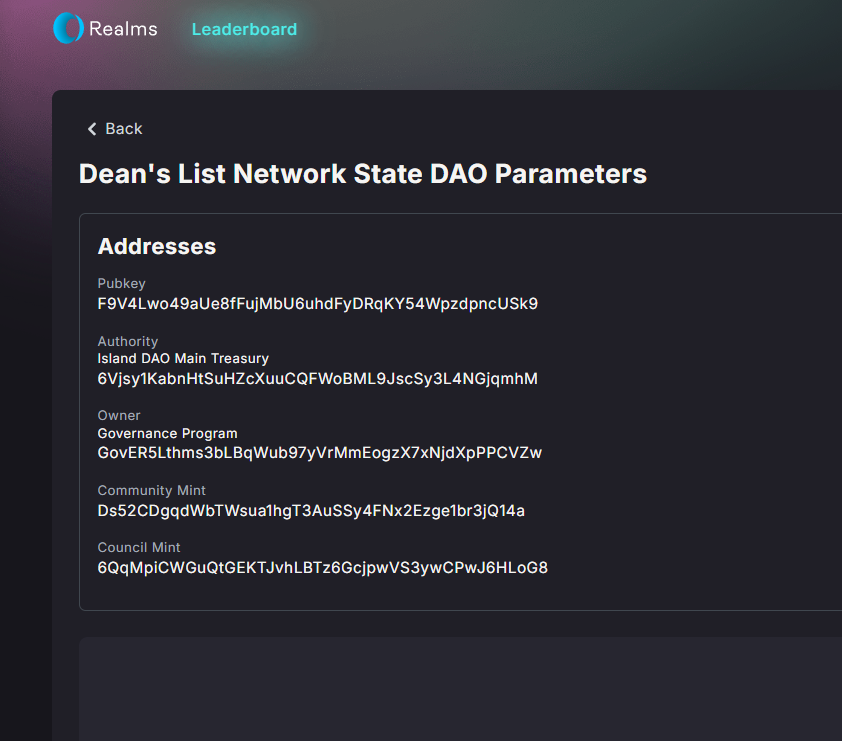 Realms
Leaderboard
Back
Dean's List Network State DAO Parameters
Addresses
Pubkey
F9V4Lwo49aUe8fFujMbU6uhdFyDRqKY54WpzdpncUSk9
Authority
Island DAO Main Treasury
6Vjsy1KabnHtSuHZcXuuCQFWoBML9JscSy3L4NGjqmhM
Owner
Governance Program
GovER5Lthms3bLBqWub97yVrMmEogzX7xNjdXpPPCVZw
Community Mint
Ds52CDgqdWbTWsua1hgT3AuSSy4FNx2Ezge1br3jQ14a
Council Mint
6QqMpiCWGuQtGEKTJvhLBTz6GcjpwVS3ywCPwJ6HLoG8